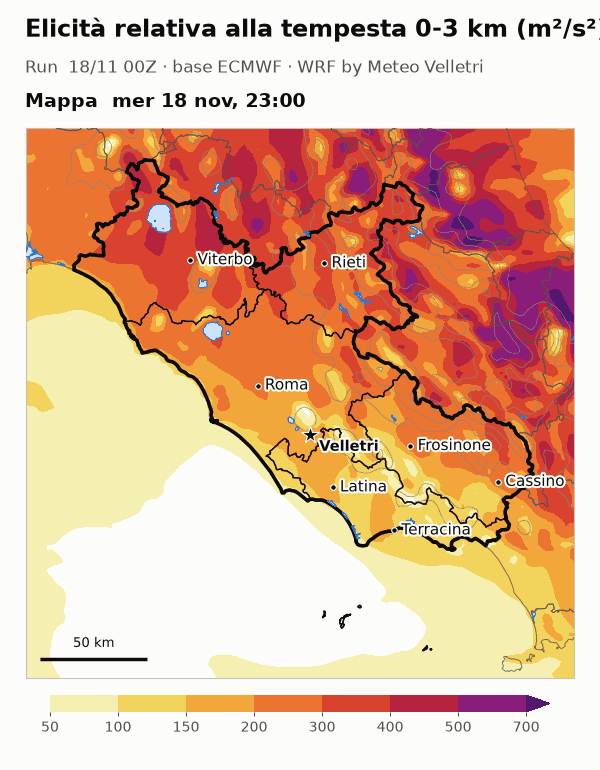 Elicità relativa alla tempesta 0-3 km (m²/s²)
Run  18/11 00Z · base ECMWF · WRF by Meteo Velletri
Mappa  mer 18 nov, 23:00
Viterbo
Rieti
Roma
Velletri
Frosinone
Cassino
Latina
Terracina
50 km
50 100 150 200 300 400 500 700